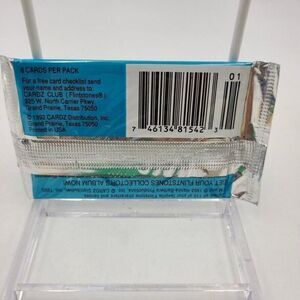 8 CARDS PER PACK
For a free card checklist send
your name and address to
CARDZ CLUB (Flintstones®)
325 W. North Carrier Pkwy.
Grand Prairie, Texas 75050
© 1993 CARDZ Distribution, Inc.
Grand Prairie, Texas 75050
Printed in USA
01
7 46134 81542 3
GET YOUR FLINTSTONES COLLECTORS ALBUM NOW!